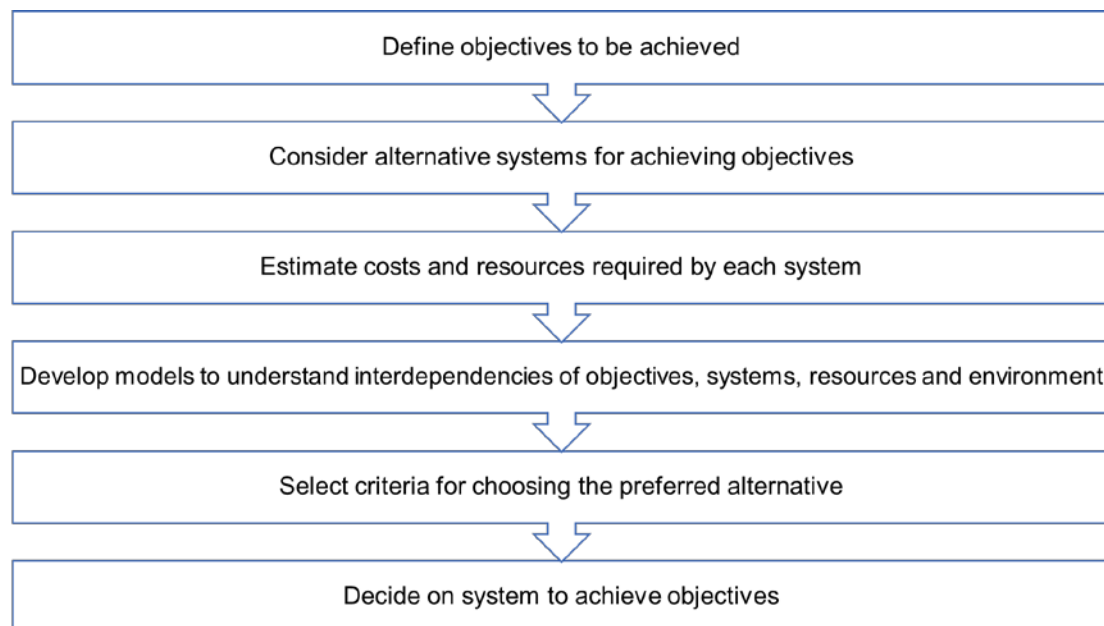 Define objectives to be achieved
Consider alternative systems for achieving objectives
Estimate costs and resources required by each system
Develop models to understand interdependencies of objectives, systems, resources and environment
Select criteria for choosing the preferred alternative
Decide on system to achieve objectives